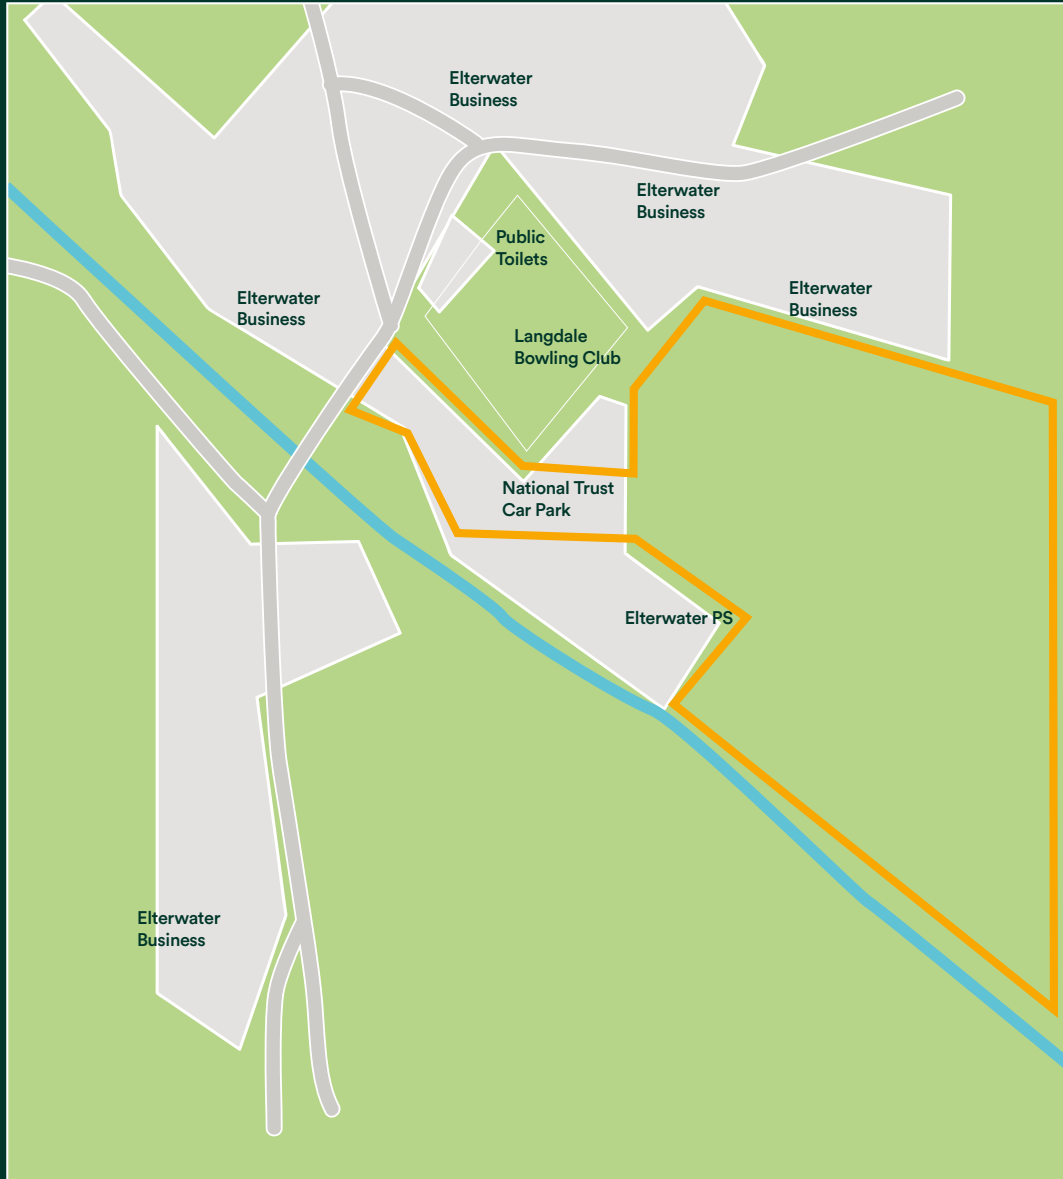 Elterwater
Business
Elterwater
Business
Public
Toilets
Elterwater
Business
Elterwater
Business
Langdale
Bowling Club
National Trust
Car Park
Elterwater PS
Elterwater
Business